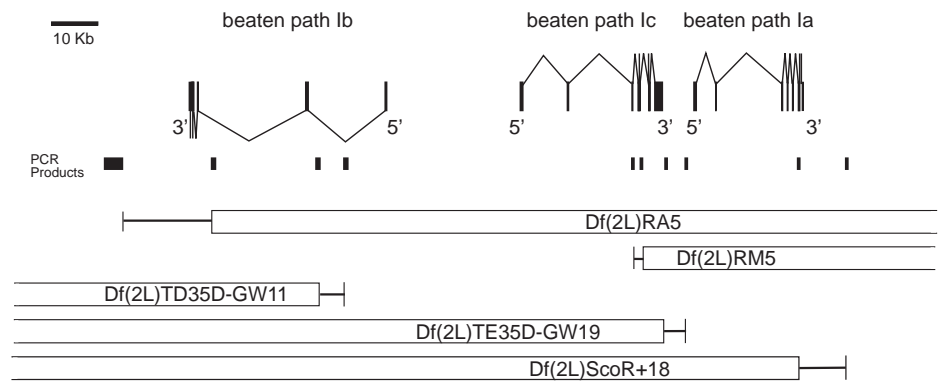 beaten path Ib
beaten path Ic
beaten path Ia
10 Kb
3’
5’
5’
3’
5’
3’
PCR
Products
Df(2L)RA5
Df(2L)RM5
Df(2L)TD35D-GW11
Df(2L)TE35D-GW19
Df(2L)ScoR+18